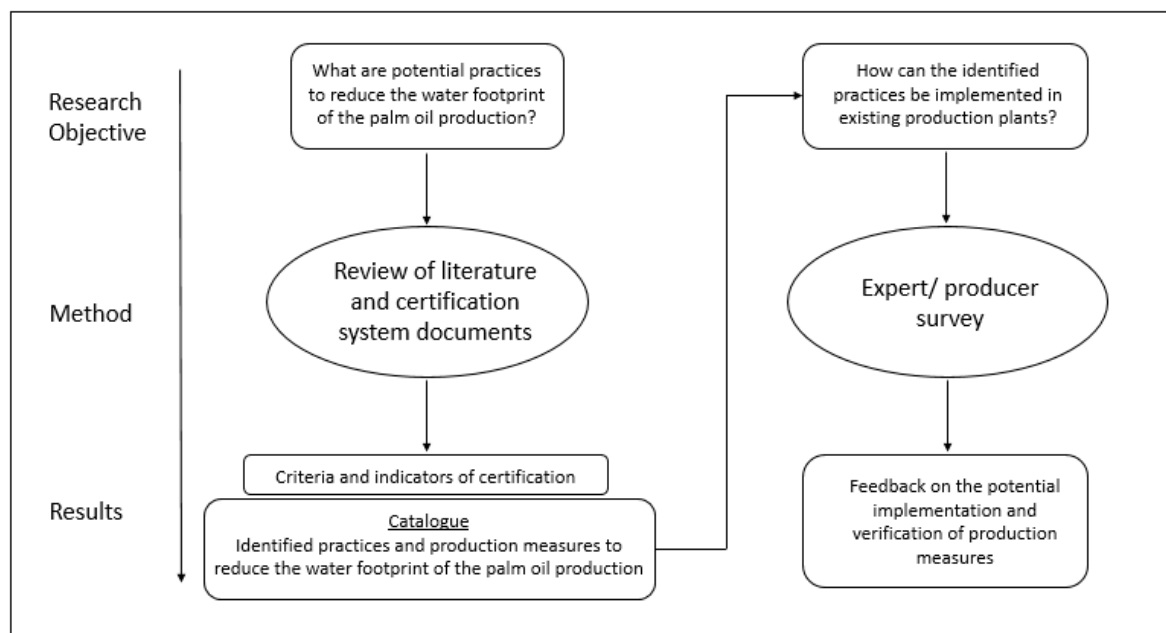 Research
Objective
What are potential practices
to reduce the water footprint
of the palm oil production?
How can the identified
practices be implemented in
existing production plants?
Method
Review of literature
and certification
system documents
Expert/ producer
survey
Results
Criteria and indicators of certification
Catalogue
Identified practices and production measures to
reduce the water footprint of the palm oil production
Feedback on the potential
implementation and
verification of production
measures